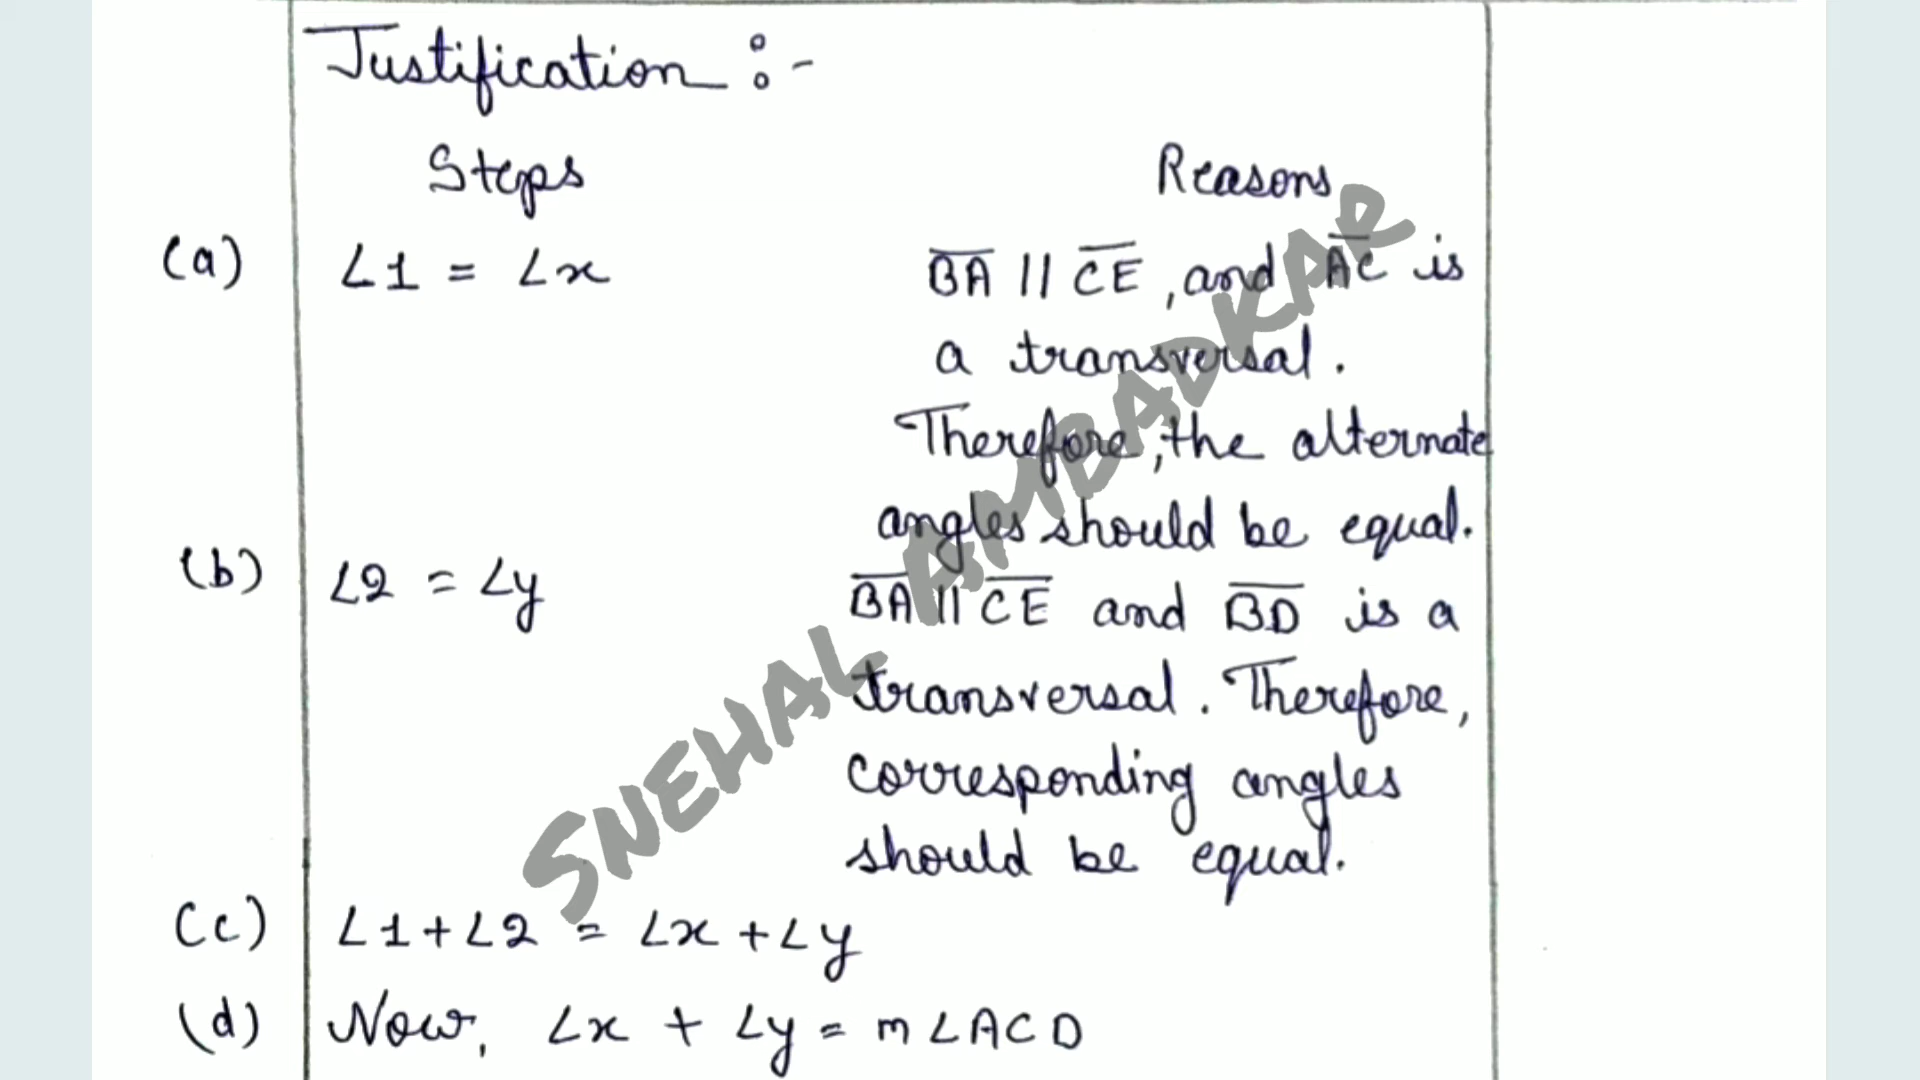 Justification :-
Steps
Reasons
(a) ∠1 = ∠x
BA || CE, and AC is
a transversal.
Therefore, the alternate
angles should be equal.
(b) ∠2 = ∠y
BA || CE and BD is a
transversal. Therefore,
corresponding angles
should be equal.
(c) ∠1+∠2 = ∠x +∠y
(d) Now, ∠x + ∠y = m∠ACD
SNEHAL AMBADKAR